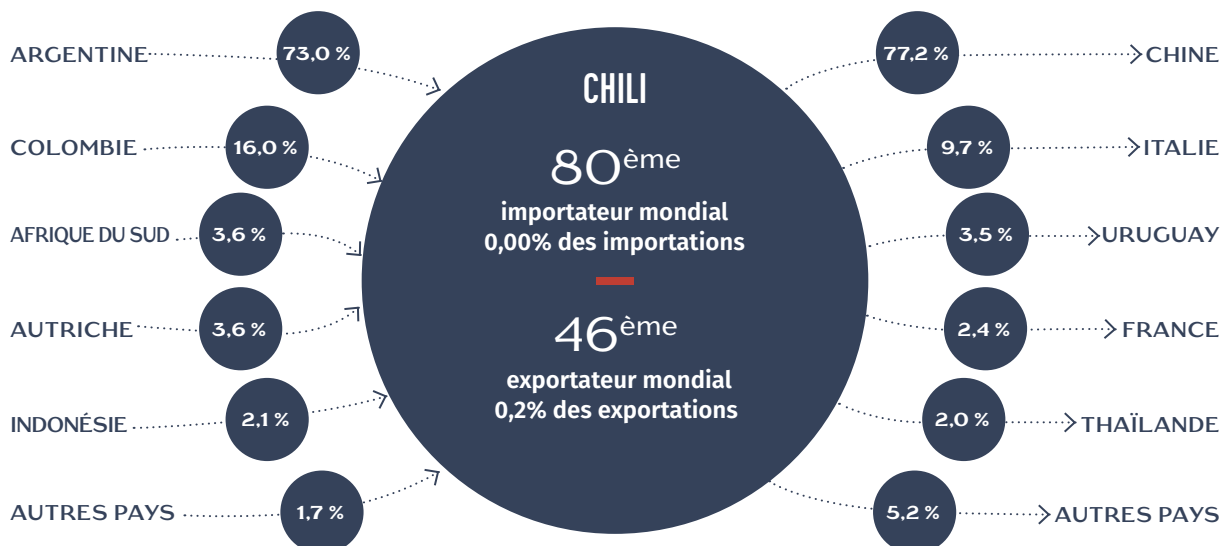 ARGENTINE 73,0 %
COLOMBIE 16,0 %
AFRIQUE DU SUD 3,6 %
AUTRICHE 3,6 %
INDONÉSIE 2,1 %
AUTRES PAYS 1,7 %
CHILI
80ème
importateur mondial
0,00% des importations
46ème
exportateur mondial
0,2% des exportations
77,2 % CHINE
9,7 % ITALIE
3,5 % URUGUAY
2,4 % FRANCE
2,0 % THAÏLANDE
5,2 % AUTRES PAYS